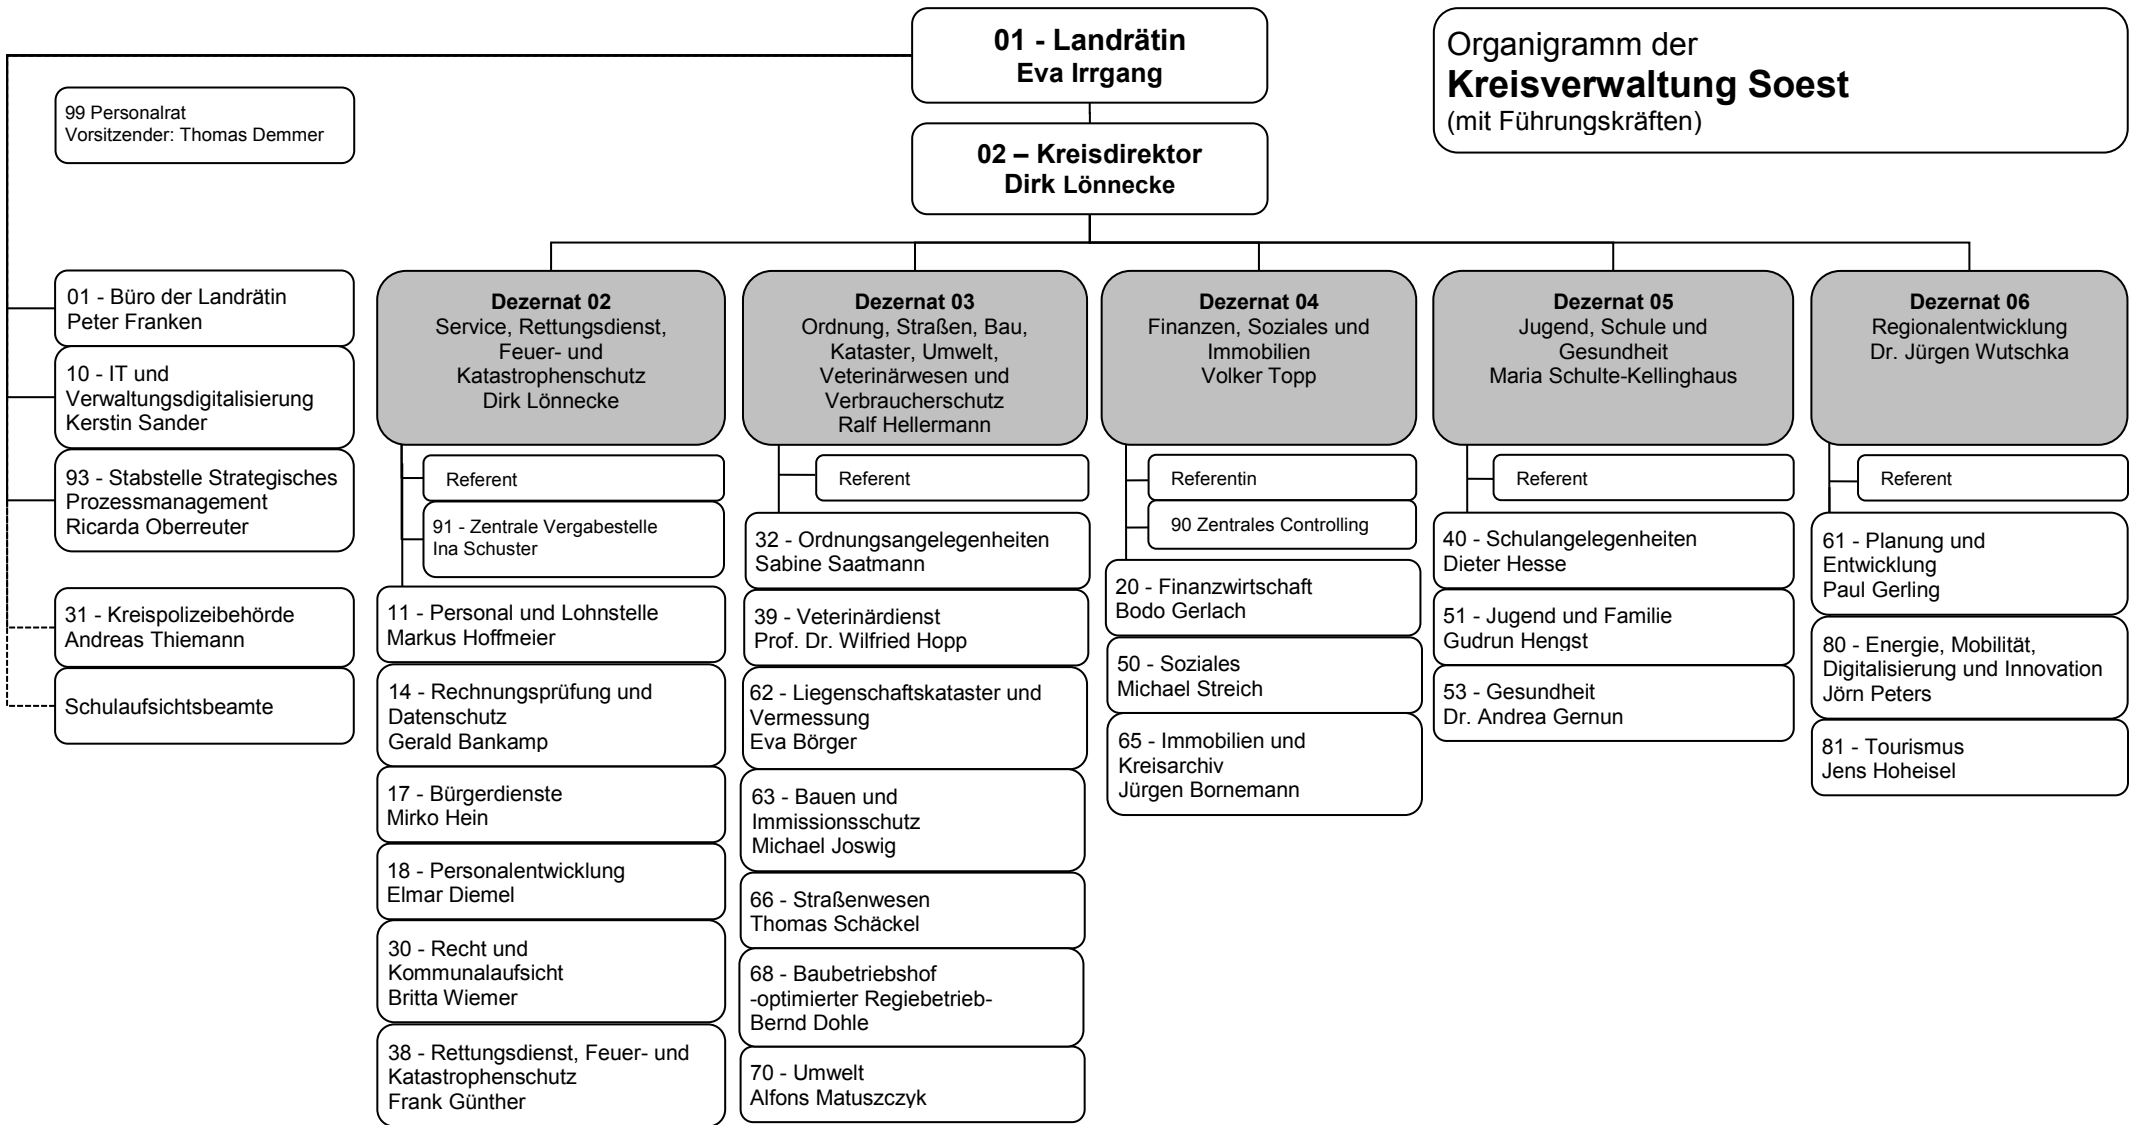 01 - Landrätin
Eva Irrgang
Organigramm der
Kreisverwaltung Soest
(mit Führungskräften)
99 Personalrat
Vorsitzender: Thomas Demmer
02 – Kreisdirektor
Dirk Lönnecke
01 - Büro der Landrätin
Peter Franken
10 - IT und
Verwaltungsdigitalisierung
Kerstin Sander
93 - Stabstelle Strategisches
Prozessmanagement
Ricarda Oberreuter
31 - Kreispolizeibehörde
Andreas Thiemann
Schulaufsichtsbeamte
Dezernat 02
Service, Rettungsdienst,
Feuer- und
Katastrophenschutz
Dirk Lönnecke
Referent
91 - Zentrale Vergabestelle
Ina Schuster
11 - Personal und Lohnstelle
Markus Hoffmeier
14 - Rechnungsprüfung und
Datenschutz
Gerald Bankamp
17 - Bürgerdienste
Mirko Hein
18 - Personalentwicklung
Elmar Diemel
30 - Recht und
Kommunalaufsicht
Britta Wiemer
38 - Rettungsdienst, Feuer- und
Katastrophenschutz
Frank Günther
Dezernat 03
Ordnung, Straßen, Bau,
Kataster, Umwelt,
Veterinärwesen und
Verbraucherschutz
Ralf Hellermann
Referent
32 - Ordnungsangelegenheiten
Sabine Saatmann
39 - Veterinärdienst
Prof. Dr. Wilfried Hopp
62 - Liegenschaftskataster und
Vermessung
Eva Börger
63 - Bauen und
Immissionsschutz
Michael Joswig
66 - Straßenwesen
Thomas Schäckel
68 - Baubetriebshof
-optimierter Regiebetrieb-
Bernd Dohle
70 - Umwelt
Alfons Matuszczyk
Dezernat 04
Finanzen, Soziales und
Immobilien
Volker Topp
Referentin
90 Zentrales Controlling
20 - Finanzwirtschaft
Bodo Gerlach
50 - Soziales
Michael Streich
65 - Immobilien und
Kreisarchiv
Jürgen Bornemann
Dezernat 05
Jugend, Schule und
Gesundheit
Maria Schulte-Kellinghaus
Referent
40 - Schulangelegenheiten
Dieter Hesse
51 - Jugend und Familie
Gudrun Hengst
53 - Gesundheit
Dr. Andrea Gernun
Dezernat 06
Regionalentwicklung
Dr. Jürgen Wutschka
Referent
61 - Planung und
Entwicklung
Paul Gerling
80 - Energie, Mobilität,
Digitalisierung und Innovation
Jörn Peters
81 - Tourismus
Jens Hoheisel